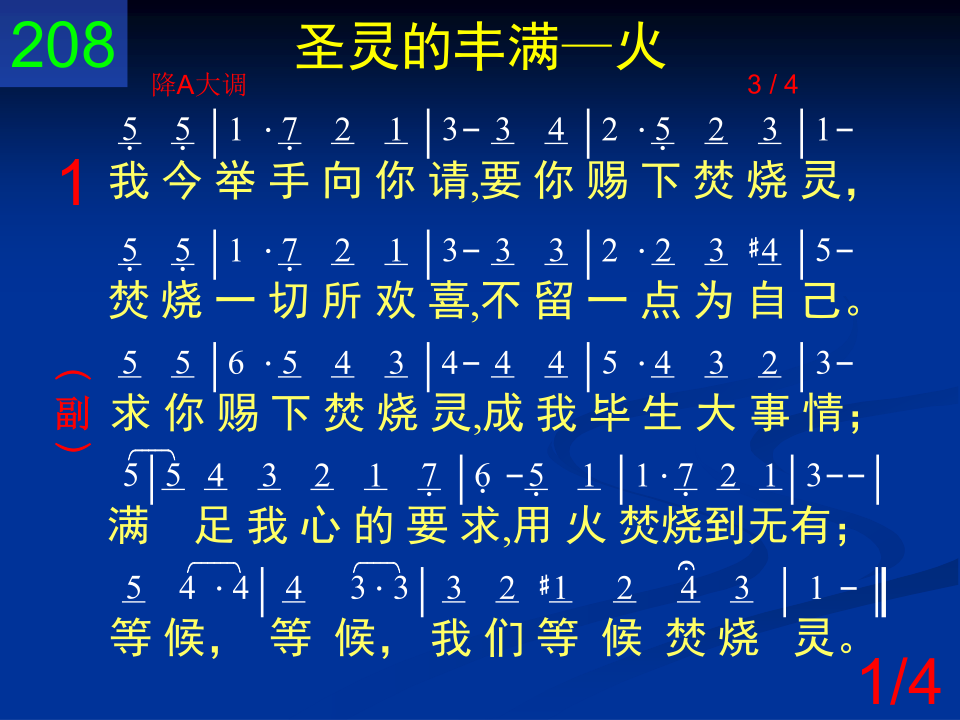 208
圣灵的丰满—火
降A大调 3 / 4
5 5 | 1 · 7 2 1 | 3 - 3 4 | 2 · 5 2 3 | 1 -
1 我今举手向你请,要你赐下焚烧灵，
5 5 | 1 · 7 2 1 | 3 - 3 3 | 2 · 2 3 #4 | 5 -
焚烧一切所欢喜,不留一点为自己。
5 5 | 6 · 5 4 3 | 4 - 4 4 | 5 · 4 3 2 | 3 -
（副） 求你赐下焚烧灵,成我毕生大事情；
5 | 5 4 3 2 1 7 | 6 - 5 1 | 1 · 7 2 1 | 3 - - |
满 足我心的要求,用火焚烧到无有；
5 4 · 4 | 4 3 · 3 | 3 2 #1 2 4 3 | 1 - ‖
等候， 等候， 我们等候焚烧灵。
1/4